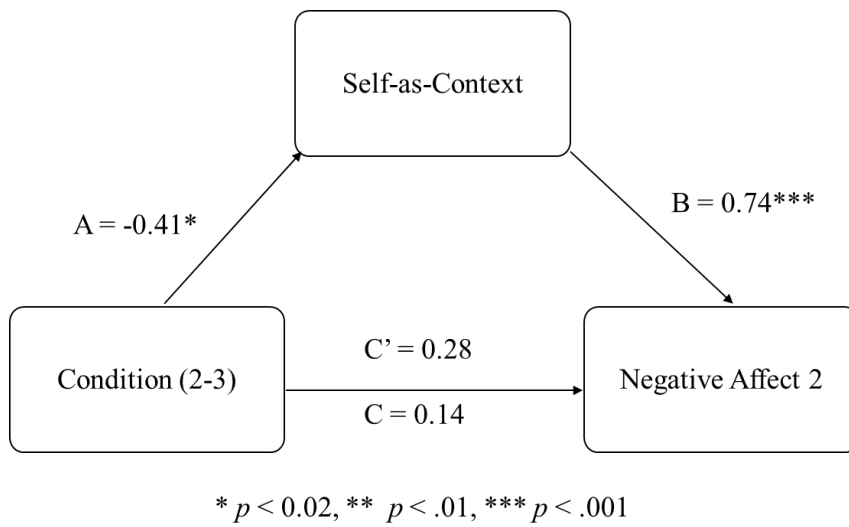 Self-as-Context
A = -0.41*
B = 0.74***
Condition (2-3)
C’ = 0.28
C = 0.14
Negative Affect 2
* p < 0.02, ** p < .01, *** p < .001